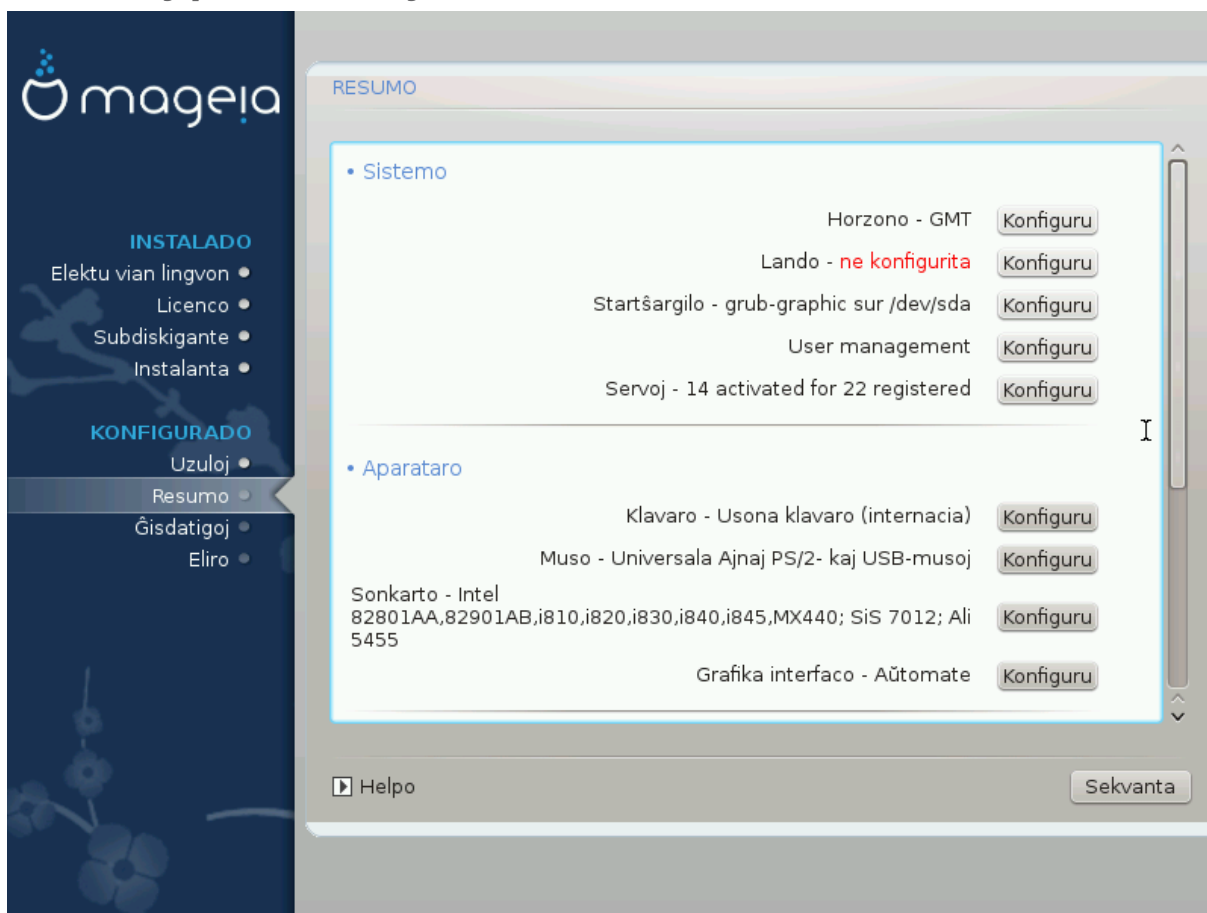 mageia
INSTALADO
Elektu vian lingvon
Licenco
Subdiskigante
Instalanta
KONFIGURADO
Uzuloj
Resumo
Ĝisdatigoj
Eliro
RESUMO
• Sistemo
Horzono - GMT Konfiguru
Lando - ne konfigurita Konfiguru
Startŝargilo - grub-graphic sur /dev/sda Konfiguru
User management Konfiguru
Servoj - 14 activated for 22 registered Konfiguru
• Aparataro
Klavaro - Usona klavaro (internacia) Konfiguru
Muso - Universala Ajnaj PS/2- kaj USB-musoj Konfiguru
Sonkarto - Intel
82801AA,82901AB,i810,i820,i830,i840,i845,MX440; SiS 7012; Ali Konfiguru
5455
Grafika interfaco - Aŭtomate Konfiguru
Helpo
Sekvanta